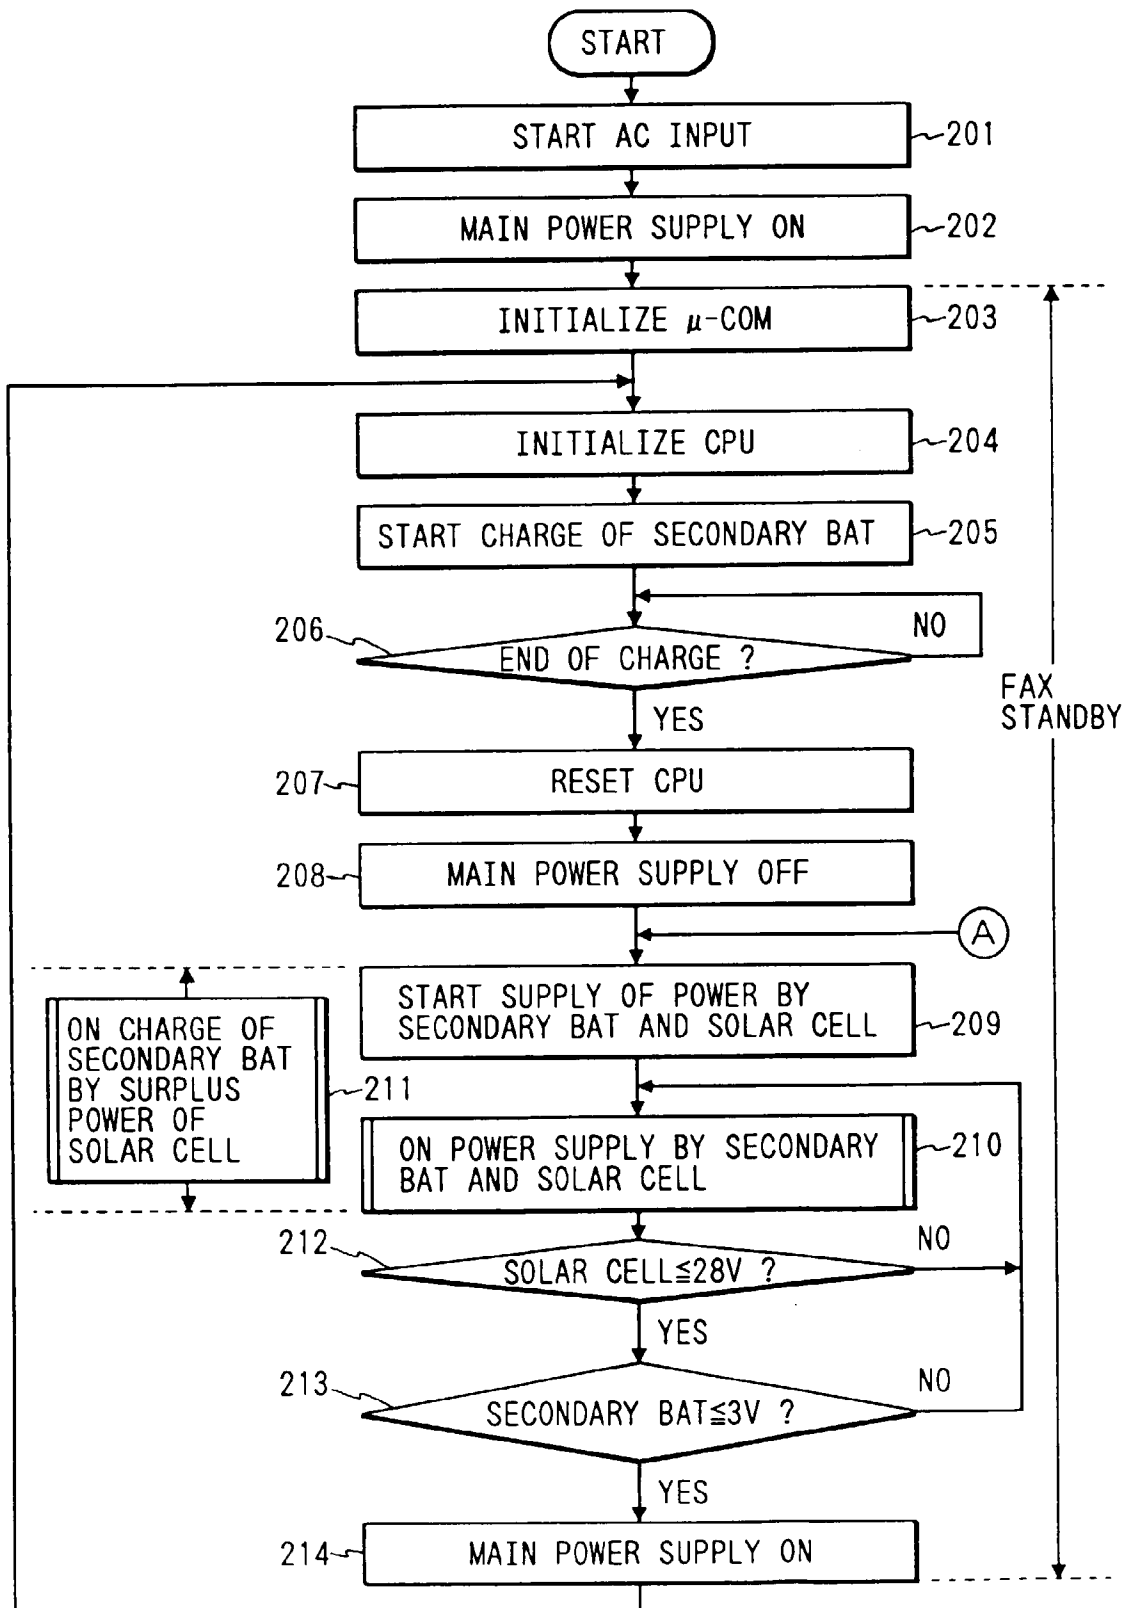 START
START AC INPUT
201
MAIN POWER SUPPLY ON
202
INITIALIZE μ-COM
203
INITIALIZE CPU
204
START CHARGE OF SECONDARY BAT
205
206
END OF CHARGE ?
NO
YES
FAX
STANDBY
207
RESET CPU
208
MAIN POWER SUPPLY OFF
A
START SUPPLY OF POWER BY
SECONDARY BAT AND SOLAR CELL
209
ON CHARGE OF
SECONDARY BAT
BY SURPLUS
POWER OF
SOLAR CELL
211
ON POWER SUPPLY BY SECONDARY
BAT AND SOLAR CELL
210
212
SOLAR CELL≦28V ?
NO
YES
213
SECONDARY BAT≦3V ?
NO
YES
214
MAIN POWER SUPPLY ON